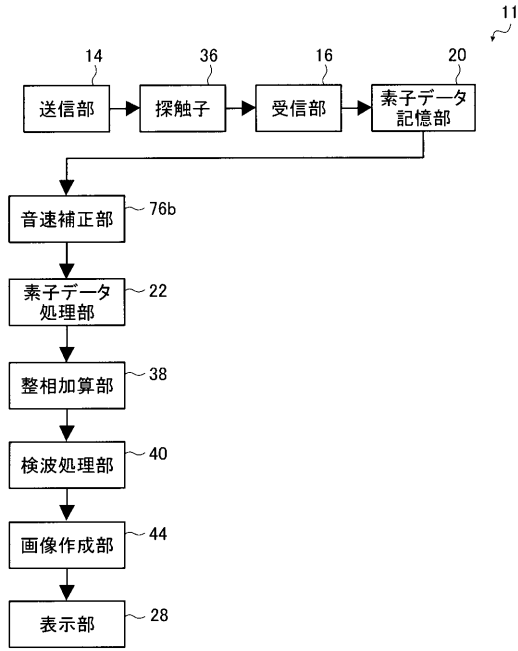 11
14
36
16
20
送信部
探触子
受信部
素子データ
記憶部
音速補正部
76b
素子データ
処理部
22
整相加算部
38
検波処理部
40
画像作成部
44
表示部
28